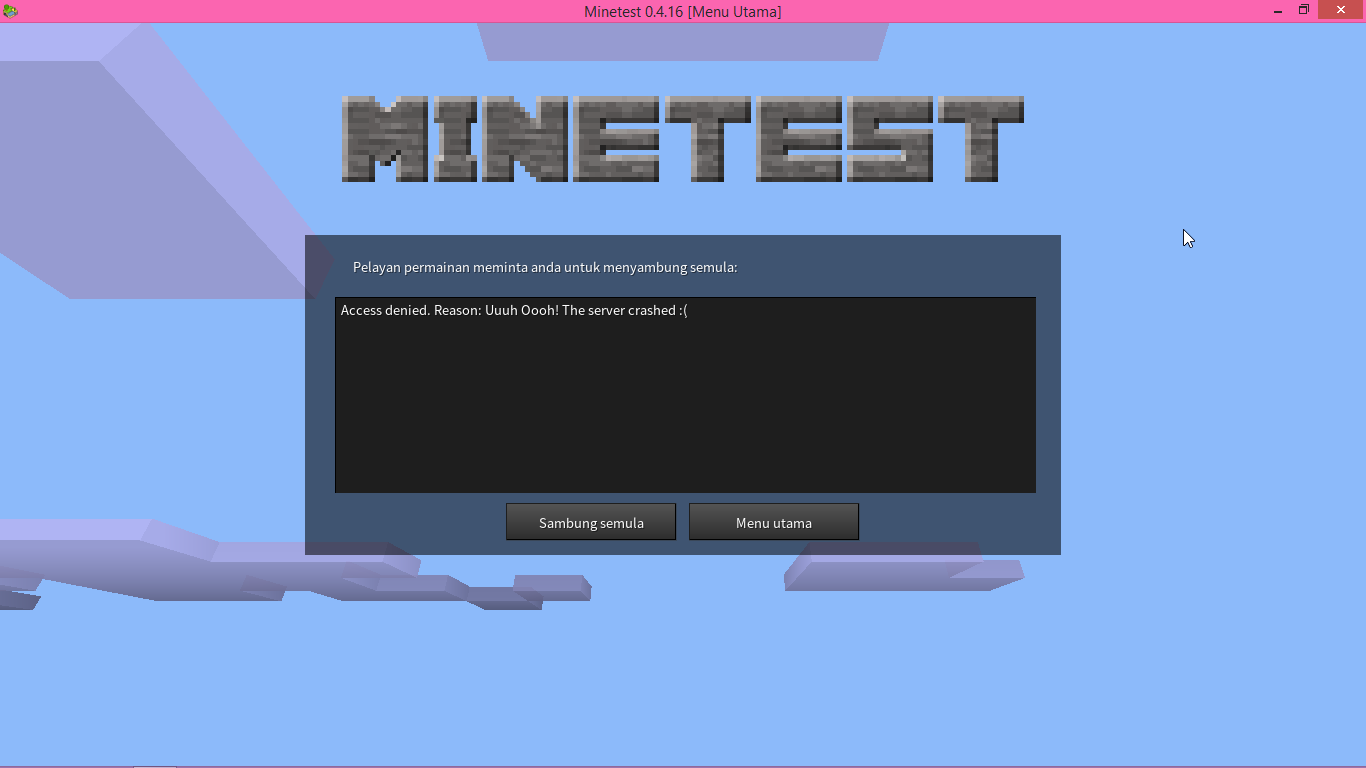 Minetest 0.4.16 [Menu Utama]
MINETEST
Pelayan permainan meminta anda untuk menyambung semula:
Access denied. Reason: Uuuh Oooh! The server crashed :(
Sambung semula
Menu utama